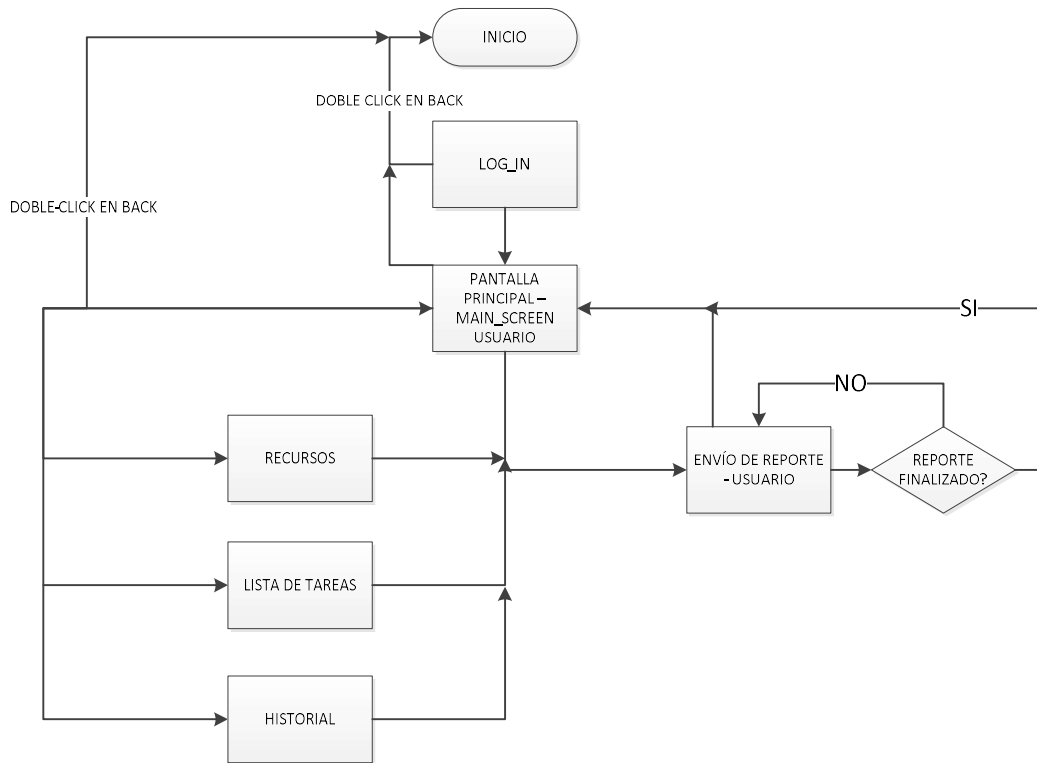 INICIO
DOBLE CLICK EN BACK
LOG_IN
DOBLE-CLICK EN BACK
PANTALLA
PRINCIPAL –
MAIN_SCREEN
USUARIO
SI
NO
RECURSOS
ENVÍO DE REPORTE
- USUARIO
REPORTE
FINALIZADO?
LISTA DE TAREAS
HISTORIAL